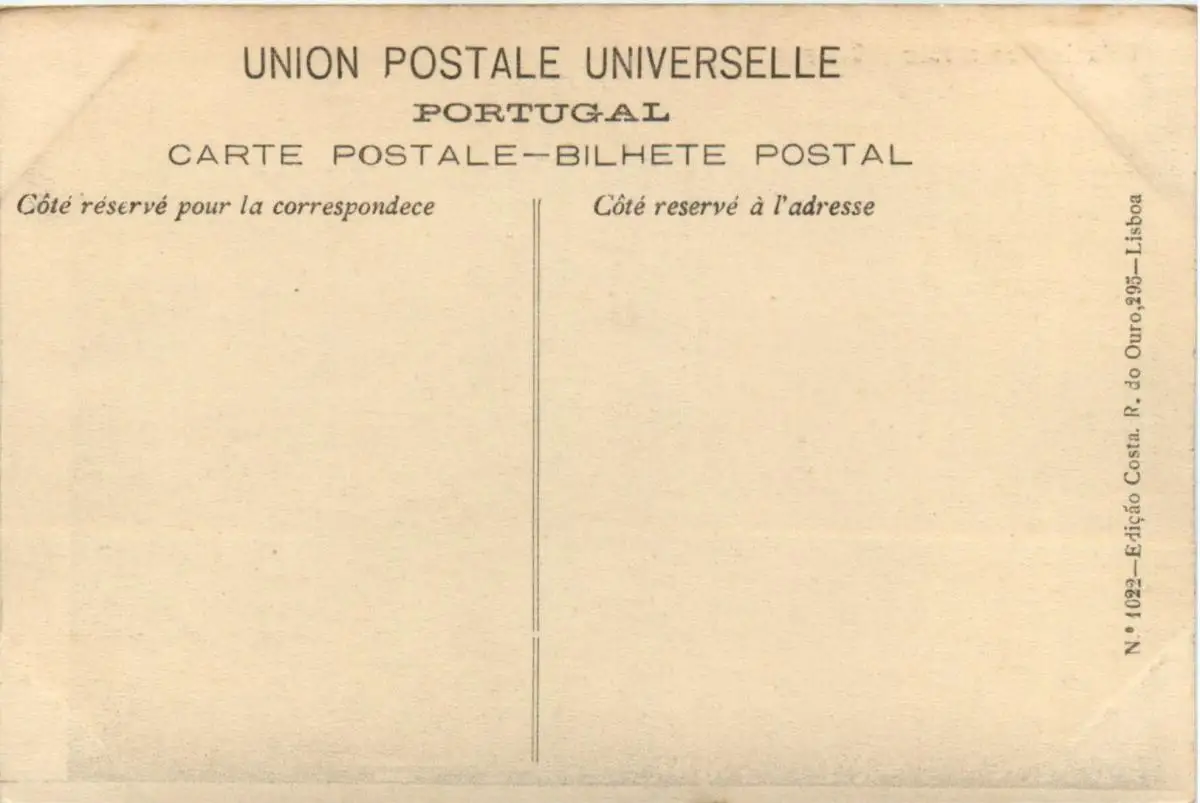 UNION POSTALE UNIVERSELLE
PORTUGAL
CARTE POSTALE—BILHETE POSTAL
Côté réservé pour la correspondece
Côté reservé à l'adresse
N.º 1022—Edição Costa. R. do Ouro,295—Lisboa